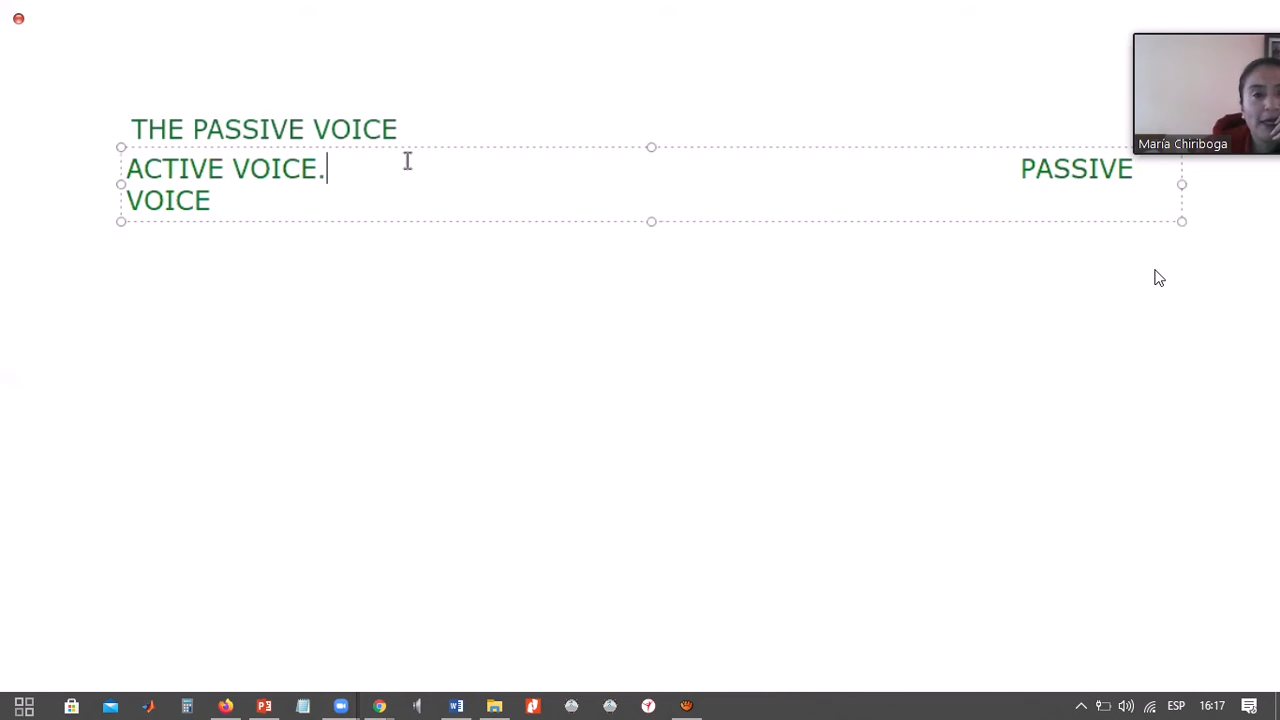 THE PASSIVE VOICE
ACTIVE VOICE. PASSIVE
VOICE
María Chiriboga
ESP 16:17